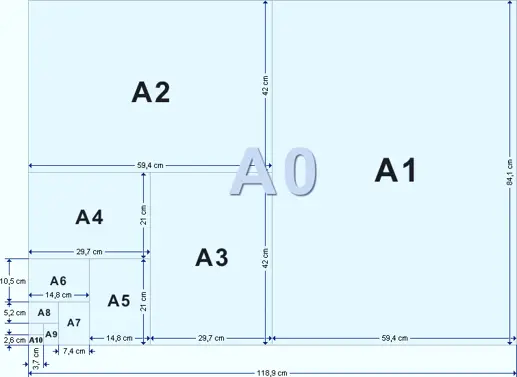 A0
A2
42 cm
59,4 cm
A1
84,1 cm
A4
21 cm
29,7 cm
A3
42 cm
29,7 cm
59,4 cm
A6
10,5 cm
14,8 cm
A5
21 cm
14,8 cm
A8
5,2 cm
A7
A9
A10
2,6 cm
3,7 cm
7,4 cm
118,9 cm